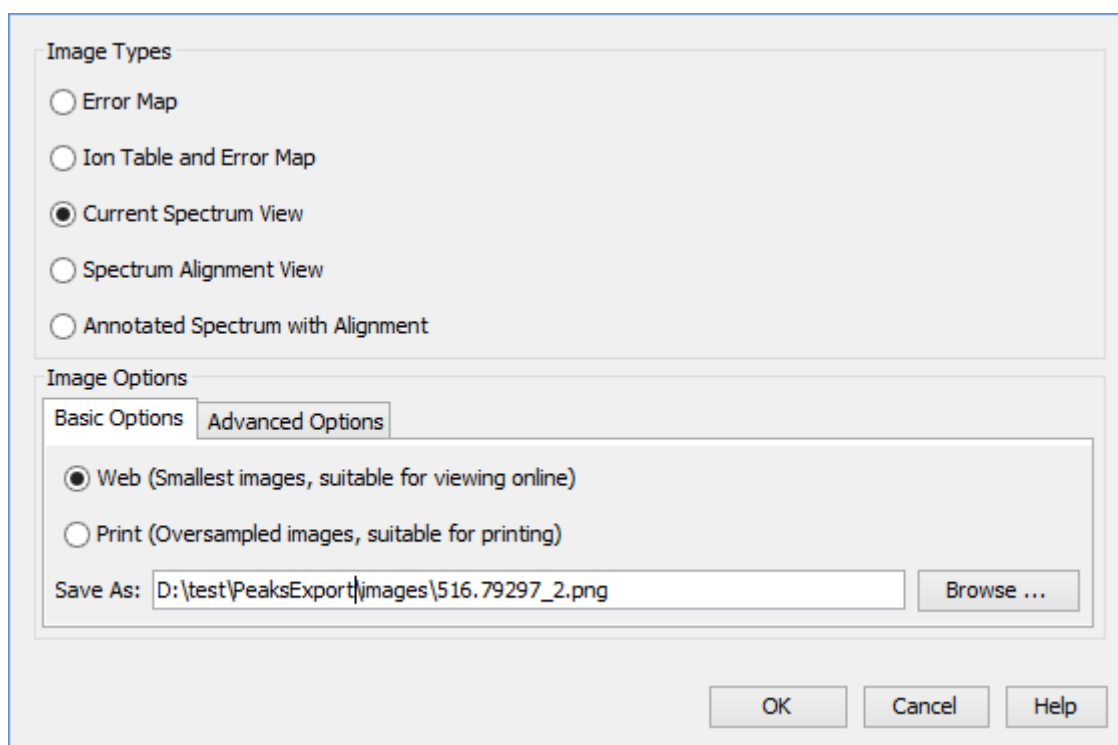 Image Types
Error Map
Ion Table and Error Map
Current Spectrum View
Spectrum Alignment View
Annotated Spectrum with Alignment
Image Options
Basic Options Advanced Options
Web (Smallest images, suitable for viewing online)
Print (Oversampled images, suitable for printing)
Save As: D:\test\PeaksExport\images\516.79297_2.png Browse ...
OK Cancel Help